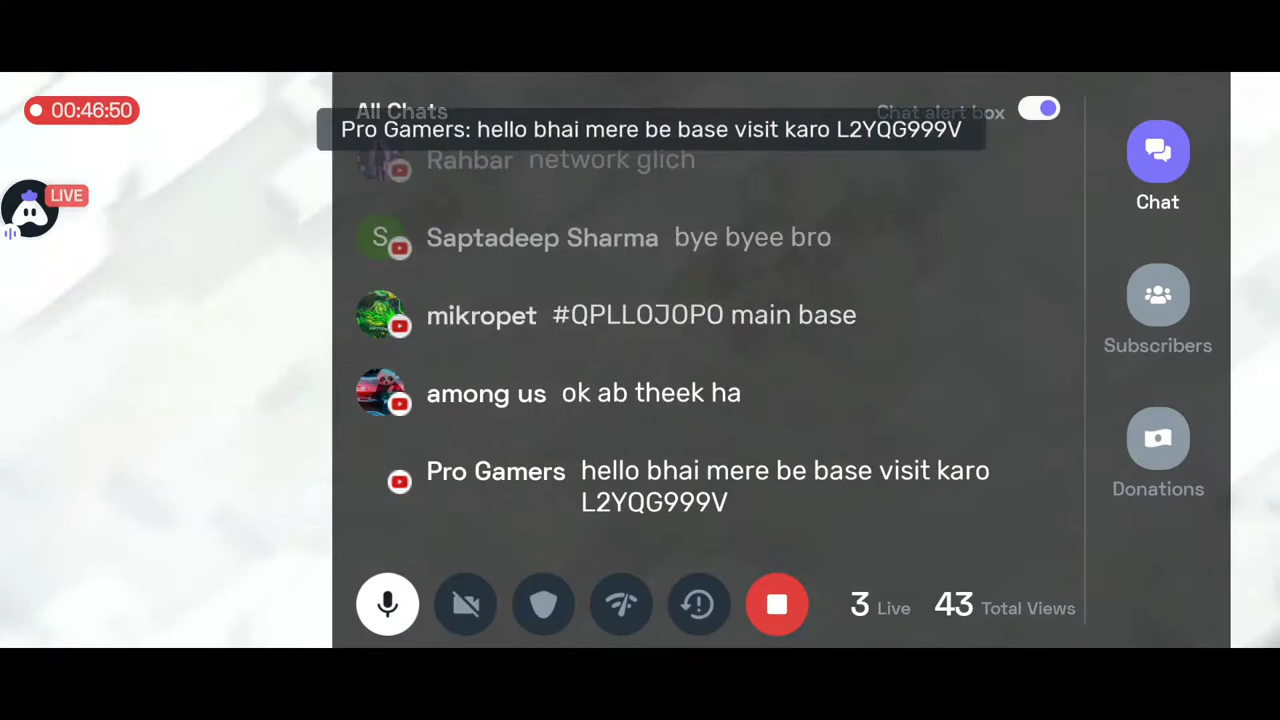 00:46:50
All Chats
Chat alert box
Pro Gamers: hello bhai mere be base visit karo L2YQG999V
Rahbar network glich
LIVE
Chat
S
Saptadeep Sharma bye byee bro
mikropet #QPLL0J0P0 main base
Subscribers
among us ok ab theek ha
Pro Gamers hello bhai mere be base visit karo
L2YQG999V
Donations
3 Live 43 Total Views